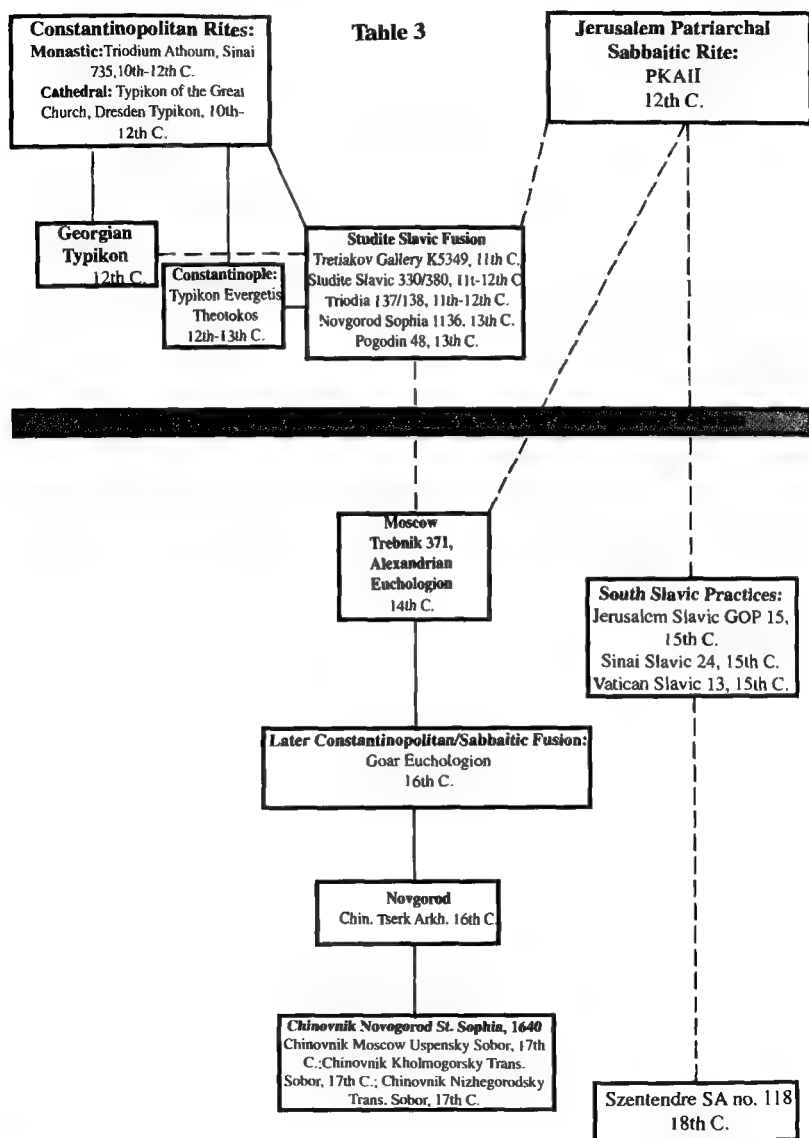 Table 3
Constantinopolitan Rites:
Monastic:Triodium Athoum, Sinai
735,10th-12th C.
Cathedral: Typikon of the Great
Church, Dresden Typikon, 10th-
12th C.
Jerusalem Patriarchal
Sabbaitic Rite:
PKAII
12th C.
Georgian
Typikon
12th C.
Constantinople:
Typikon Evergetis
Theotokos
12th-13th C.
Studite Slavic Fusion
Tretiakov Gallery K5349, 11th C.
Studite Slavic 330/380, 11t-12th C
Triodia 137/138, 11th-12th C.
Novgorod Sophia 1136, 13th C.
Pogodin 48, 13th C.
Moscow
Trebnik 371,
Alexandrian
Euchologion
14th C.
South Slavic Practices:
Jerusalem Slavic GOP 15,
15th C.
Sinai Slavic 24, 15th C.
Vatican Slavic 13, 15th C.
Later Constantinopolitan/Sabbaitic Fusion:
Goar Euchologion
16th C.
Novgorod
Chin. Tserk Arkh. 16th C.
Chinovnik Novogorod St. Sophia, 1640
Chinovnik Moscow Uspensky Sobor, 17th
C.;Chinovnik Kholmogorsky Trans.
Sobor, 17th C.; Chinovnik Nizhegorodsky
Trans. Sobor, 17th C.
Szentendre SA no. 118
18th C.